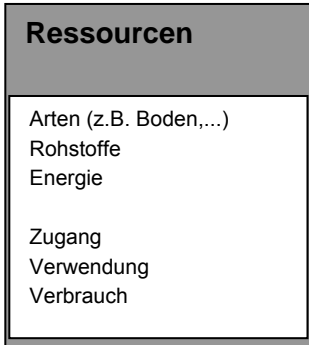 Ressourcen
Arten (z.B. Boden,...)
Rohstoffe
Energie
Zugang
Verwendung
Verbrauch